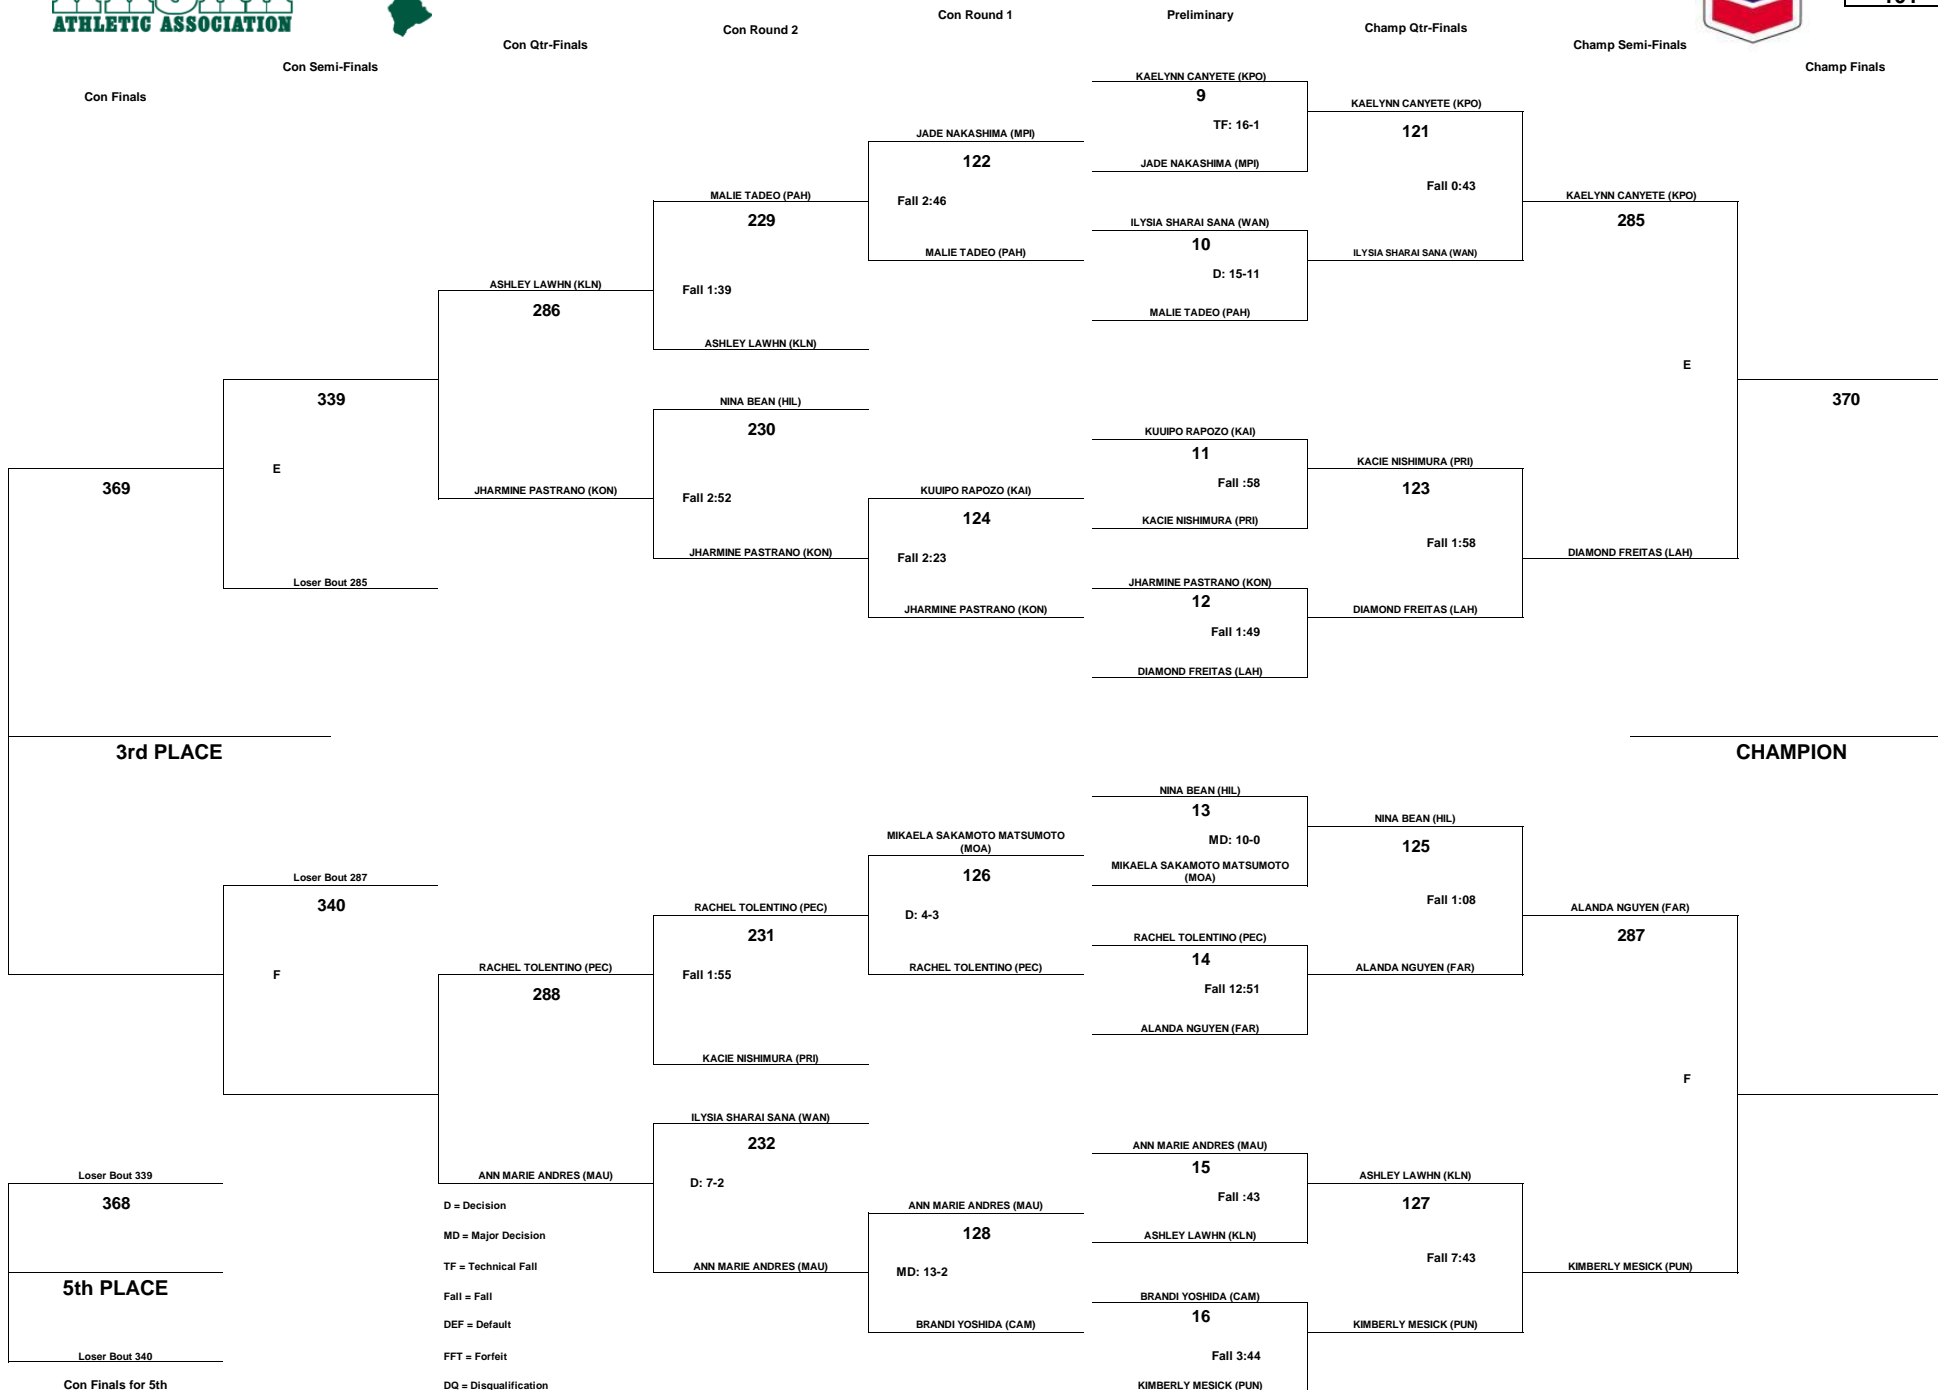 ATHLETIC ASSOCIATION
Con Finals
Con Semi-Finals
Con Qtr-Finals
Con Round 2
Con Round 1
Preliminary
Champ Qtr-Finals
Champ Semi-Finals
Champ Finals
KAELYNN CANYETE (KPO)
9
TF: 16-1
JADE NAKASHIMA (MPI)
KAELYNN CANYETE (KPO)
121
Fall 0:43
JADE NAKASHIMA (MPI)
122
Fall 2:46
MALIE TADEO (PAH)
MALIE TADEO (PAH)
229
Fall 1:39
ASHLEY LAWHN (KLN)
ILYSIA SHARAI SANA (WAN)
10
D: 15-11
MALIE TADEO (PAH)
ILYSIA SHARAI SANA (WAN)
KAELYNN CANYETE (KPO)
285
E
ASHLEY LAWHN (KLN)
286
339
E
NINA BEAN (HIL)
230
Fall 2:52
JHARMINE PASTRANO (KON)
370
KUUIPO RAPOZO (KAI)
11
Fall :58
KACIE NISHIMURA (PRI)
KACIE NISHIMURA (PRI)
123
Fall 1:58
369
JHARMINE PASTRANO (KON)
KUUIPO RAPOZO (KAI)
124
Fall 2:23
JHARMINE PASTRANO (KON)
DIAMOND FREITAS (LAH)
Loser Bout 285
JHARMINE PASTRANO (KON)
12
Fall 1:49
DIAMOND FREITAS (LAH)
DIAMOND FREITAS (LAH)
3rd PLACE
CHAMPION
NINA BEAN (HIL)
13
MD: 10-0
MIKAELA SAKAMOTO MATSUMOTO
(MOA)
NINA BEAN (HIL)
125
Fall 1:08
MIKAELA SAKAMOTO MATSUMOTO
(MOA)
126
D: 4-3
RACHEL TOLENTINO (PEC)
Loser Bout 287
340
F
RACHEL TOLENTINO (PEC)
231
Fall 1:55
KACIE NISHIMURA (PRI)
ALANDA NGUYEN (FAR)
287
F
RACHEL TOLENTINO (PEC)
14
Fall 12:51
ALANDA NGUYEN (FAR)
ALANDA NGUYEN (FAR)
RACHEL TOLENTINO (PEC)
288
ILYSIA SHARAI SANA (WAN)
232
D: 7-2
ANN MARIE ANDRES (MAU)
ANN MARIE ANDRES (MAU)
15
Fall :43
ASHLEY LAWHN (KLN)
ASHLEY LAWHN (KLN)
127
Fall 7:43
Loser Bout 339
368
ANN MARIE ANDRES (MAU)
ANN MARIE ANDRES (MAU)
128
MD: 13-2
BRANDI YOSHIDA (CAM)
KIMBERLY MESICK (PUN)
5th PLACE
BRANDI YOSHIDA (CAM)
16
Fall 3:44
KIMBERLY MESICK (PUN)
KIMBERLY MESICK (PUN)
Loser Bout 340
Con Finals for 5th
D = Decision
MD = Major Decision
TF = Technical Fall
Fall = Fall
DEF = Default
FFT = Forfeit
DQ = Disqualification